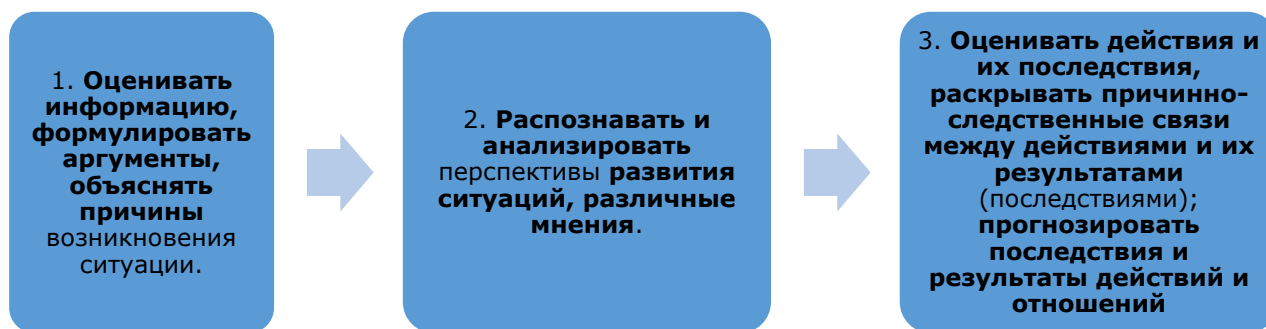 1. Оценивать
информацию,
формулировать
аргументы,
объяснять
причины
возникновения
ситуации.
2. Распознавать и
анализировать
перспективы развития
ситуаций, различные
мнения.
3. Оценивать действия и
их последствия,
раскрывать причинно-
следственные связи
между действиями и их
результатами
(последствиями);
прогнозировать
последствия и
результаты действий и
отношений